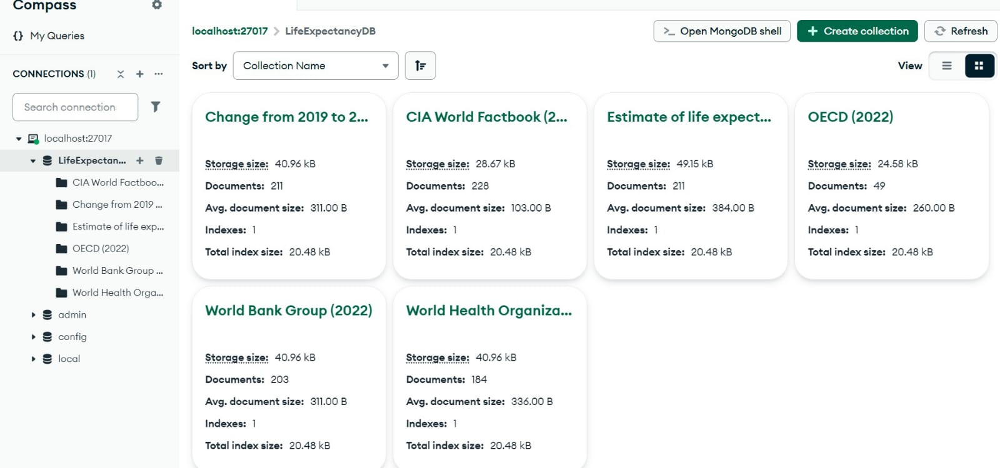 Compass
{} My Queries
CONNECTIONS (1)
Search connection
localhost:27017
LifeExpectan...
CIA World Factboo...
Change from 2019 ...
Estimate of life exp...
OECD (2022)
World Bank Group ...
World Health Orga...
admin
config
local
localhost:27017 > LifeExpectancyDB
>_ Open MongoDB shell
+ Create collection
Refresh
Sort by
Collection Name
View
Change from 2019 to 2...
Storage size: 40.96 kB
Documents: 211
Avg. document size: 311.00 B
Indexes: 1
Total index size: 20.48 kB
CIA World Factbook (2...
Storage size: 28.67 kB
Documents: 228
Avg. document size: 103.00 B
Indexes: 1
Total index size: 20.48 kB
Estimate of life expect...
Storage size: 49.15 kB
Documents: 211
Avg. document size: 384.00 B
Indexes: 1
Total index size: 20.48 kB
OECD (2022)
Storage size: 24.58 kB
Documents: 49
Avg. document size: 260.00 B
Indexes: 1
Total index size: 20.48 kB
World Bank Group (2022)
Storage size: 40.96 kB
Documents: 203
Avg. document size: 311.00 B
Indexes: 1
Total index size: 20.48 kB
World Health Organiza...
Storage size: 40.96 kB
Documents: 184
Avg. document size: 336.00 B
Indexes: 1
Total index size: 20.48 kB